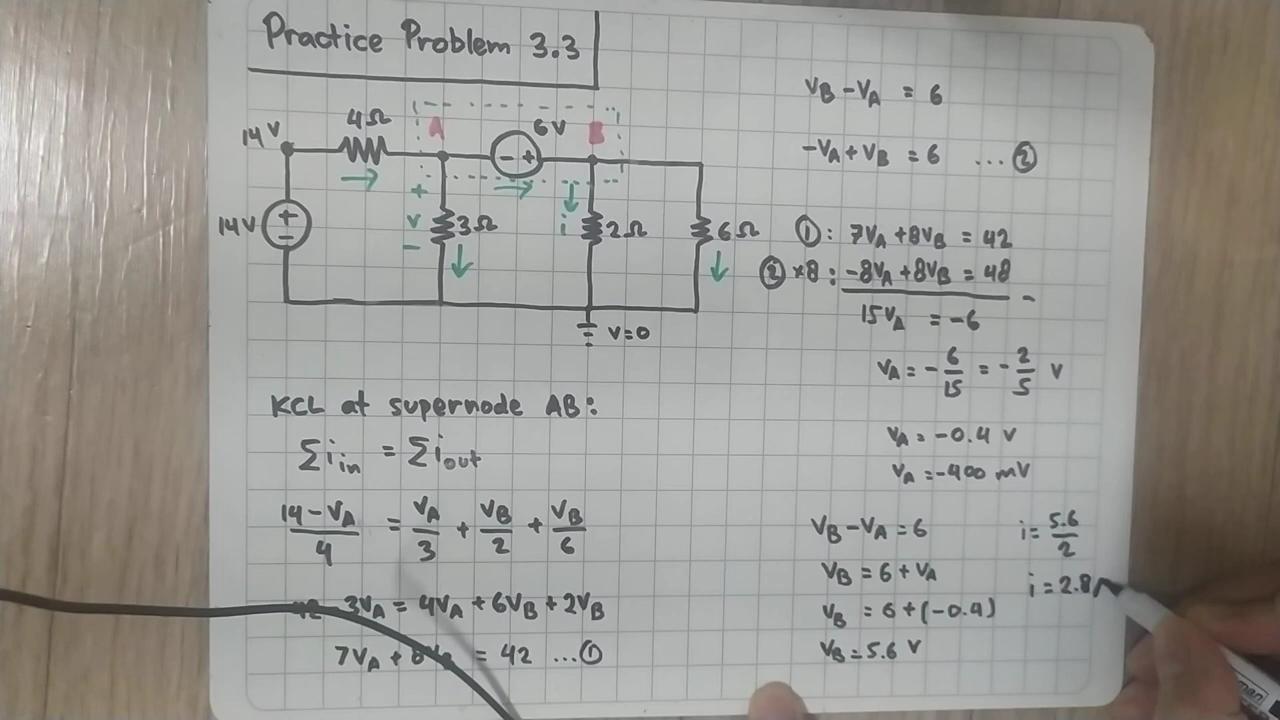 Practice Problem 3.3
4Ω
14V
A
6V
B
+
-
- +
14V
+
v
-
3Ω
i
2Ω
6Ω
v=0
KCL at supernode AB:
Σi_in = Σi_out
(14-V_A)/4 = V_A/3 + V_B/2 + V_B/6
3V_A = 4V_A + 6V_B + 2V_B
7V_A + = 42 ...①
V_B - V_A = 6
-V_A + V_B = 6 ...②
①: 7V_A + 8V_B = 42
② ×8: -8V_A + 8V_B = 48
-
15V_A = -6
V_A = -6/15 = -2/5 V
V_A = -0.4 V
V_A = -400 mV
V_B - V_A = 6
V_B = 6 + V_A
V_B = 6 + (-0.4)
V_B = 5.6 V
i = 5.6/2
i = 2.8
man